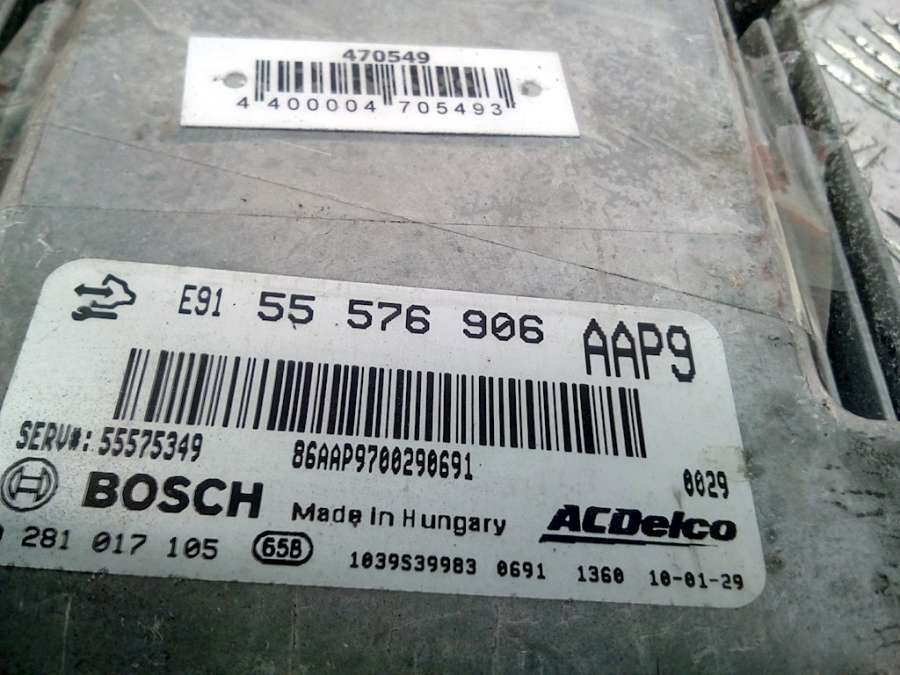 470549
4 400004 705493
E91 55 576 906 AAP9
SERV#: 55575349 86AAP9700290691 0029
BOSCH Made in Hungary ACDelco
0 281 017 105 65B 1039S39983 0691 1360 10-01-29